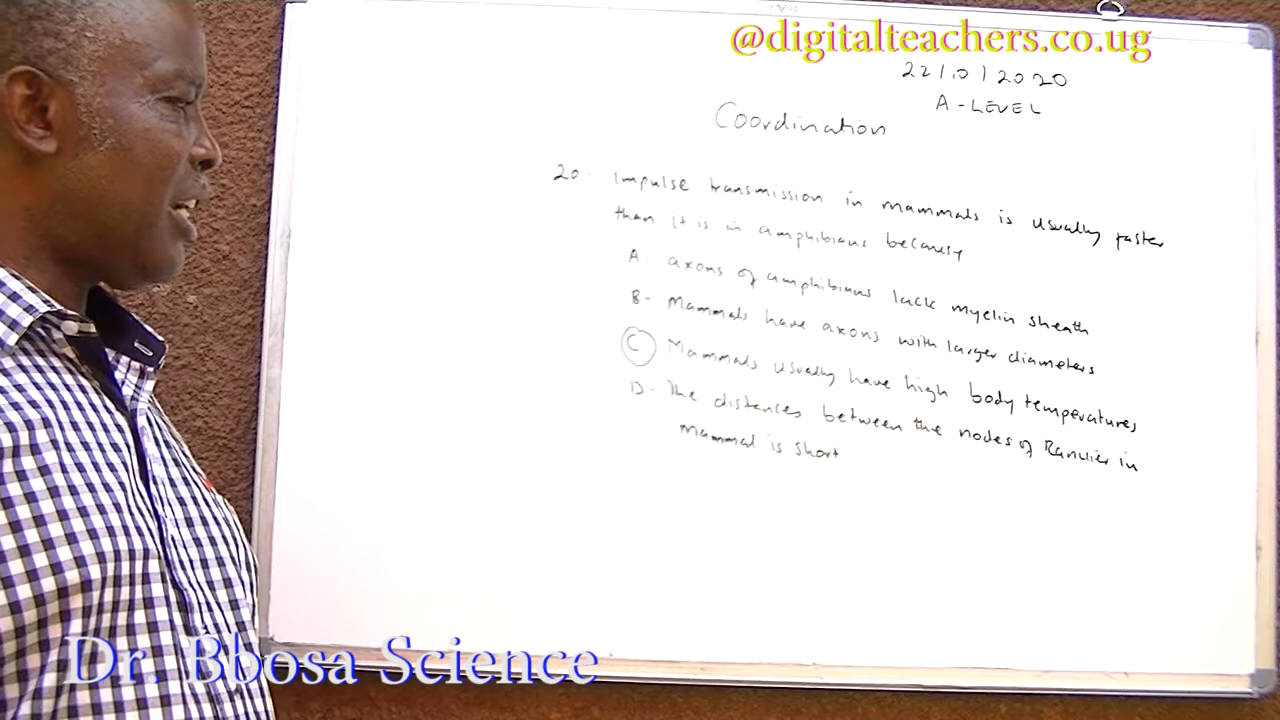 @digitalteachers.co.ug
22/10/2020
A-LEVEL
Coordination
20. Impulse transmission in mammals is usually faster
than it is in amphibians because
A. axons of amphibians lack myelin sheath
B- Mammals have axons with larger diameters
C Mammals usually have high body temperatures
D- The distances between the nodes of Ranvier in
mammal is short
Dr. Bbosa Science